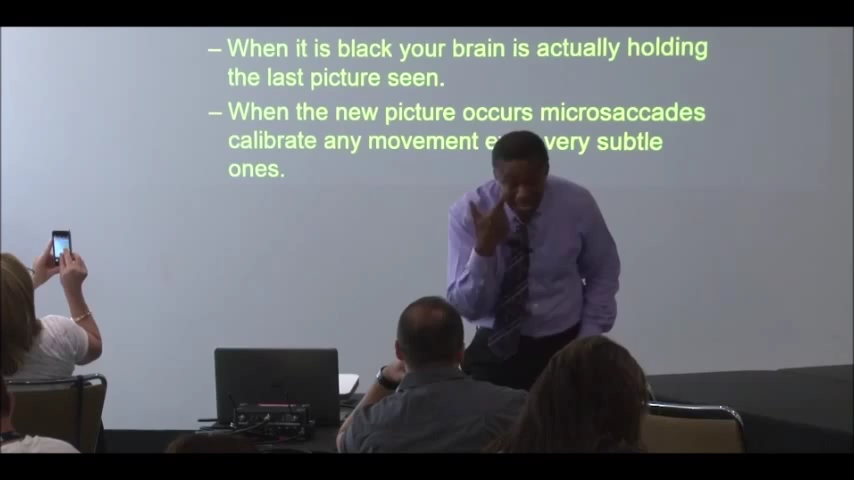 – When it is black your brain is actually holding
the last picture seen.
– When the new picture occurs microsaccades
calibrate any movement very subtle
ones.